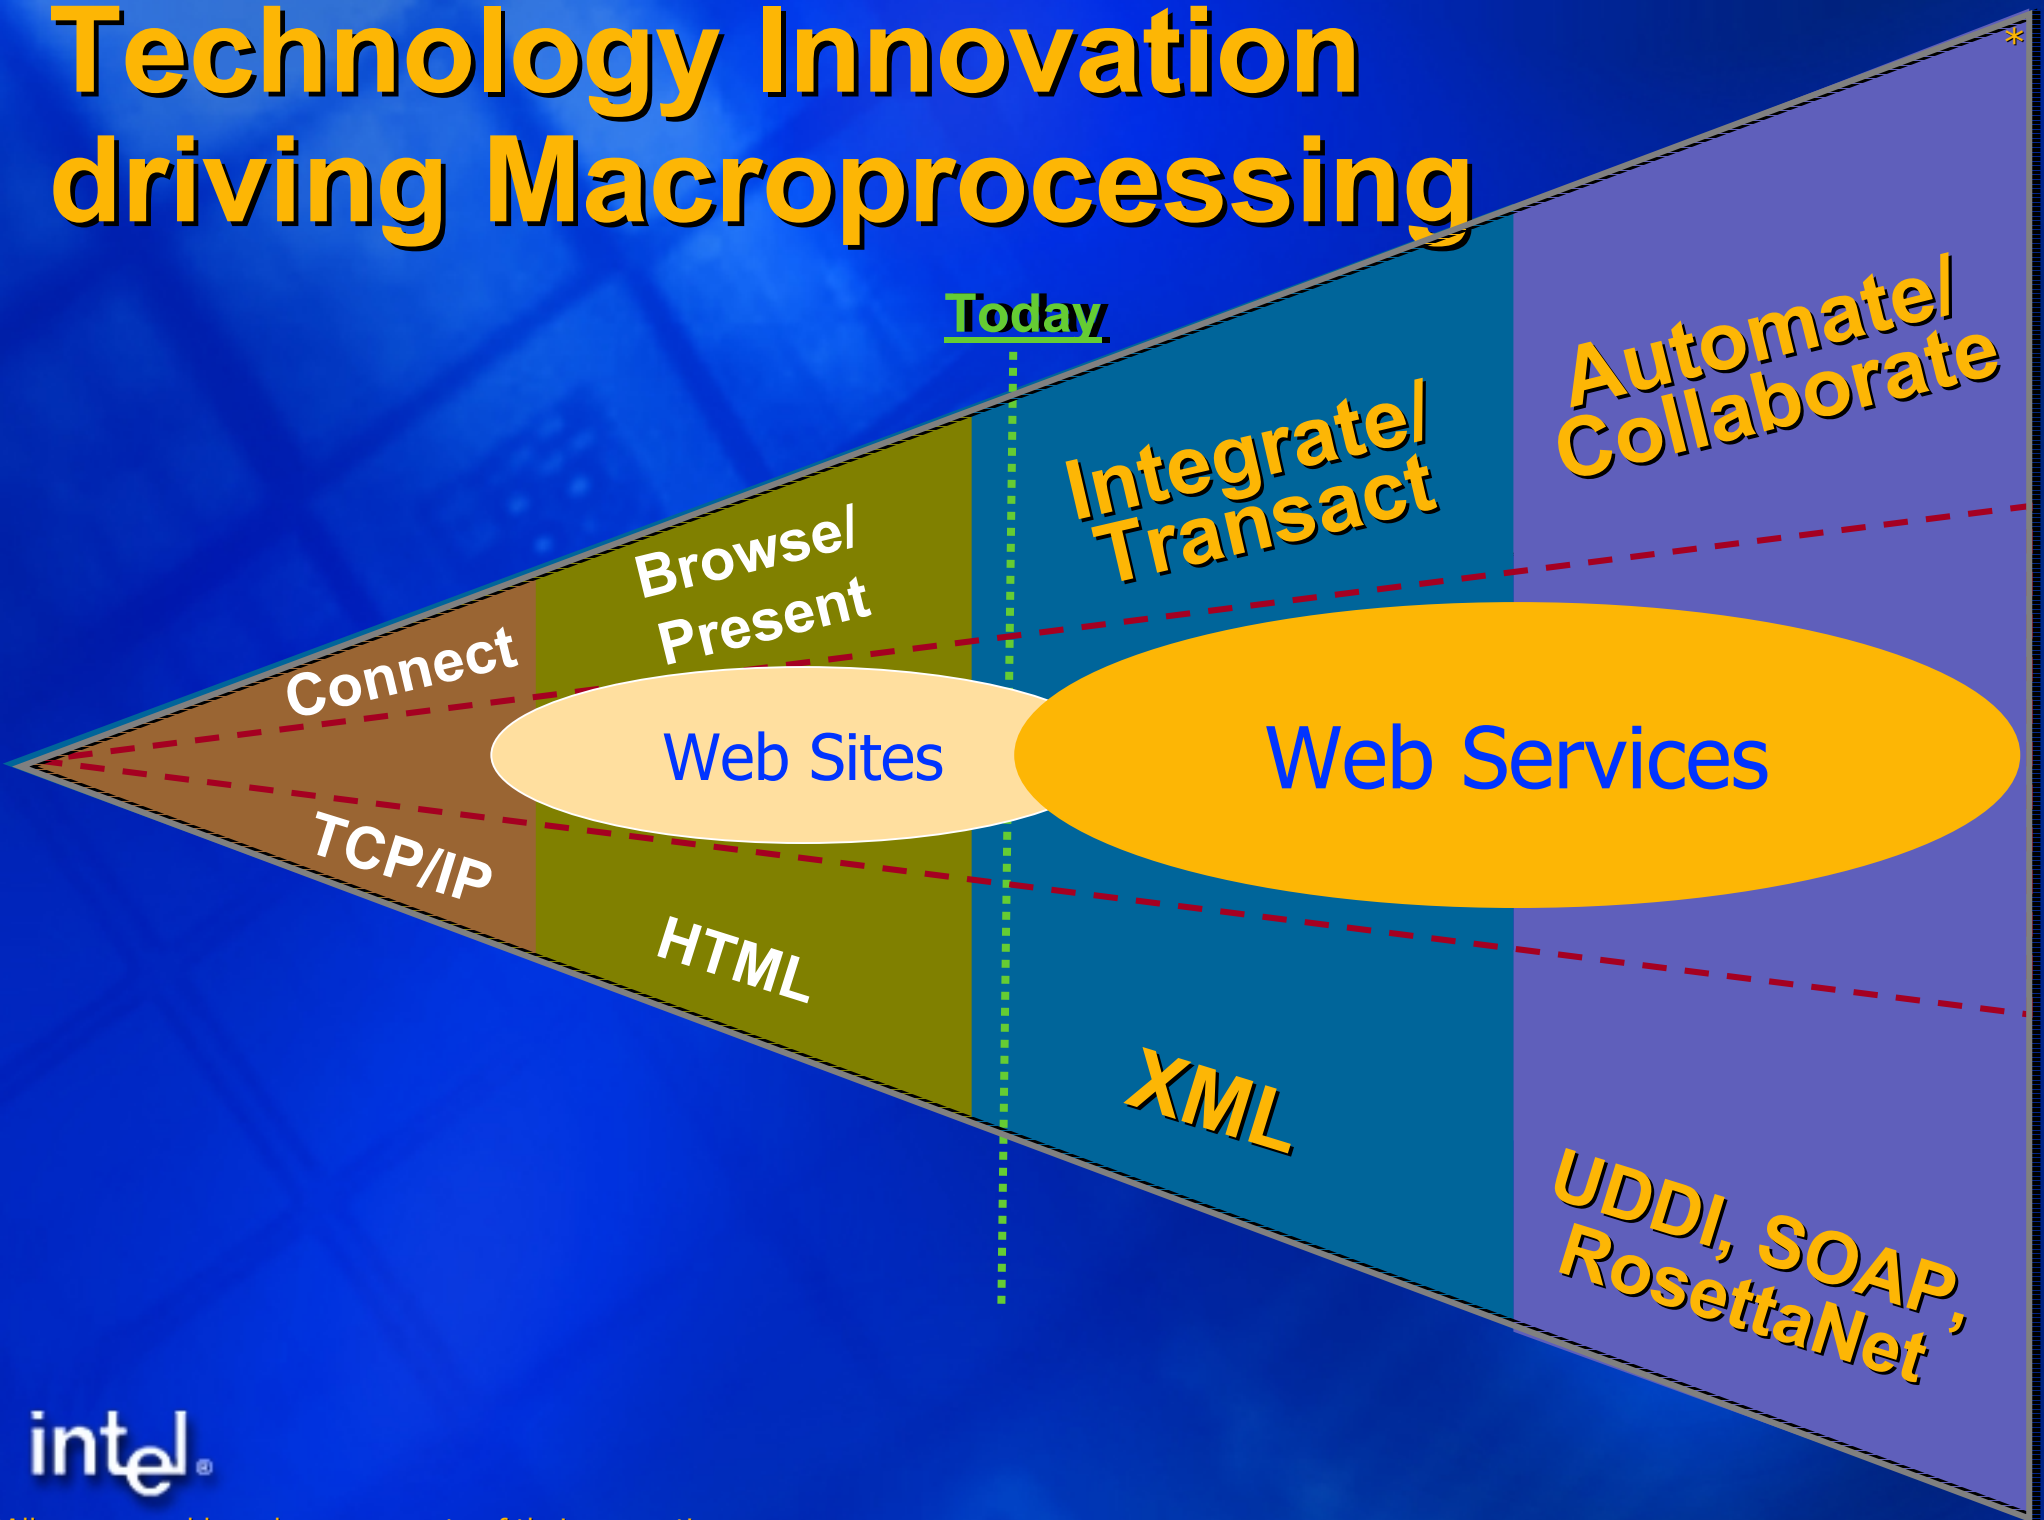 Technology Innovation
driving Macroprocessing
*
Today
Automate/
Collaborate
Integrate/
Transact
Browse/
Present
Connect
Web Sites
Web Services
TCP/IP
HTML
XML
UDDI, SOAP,
RosettaNet
intel®